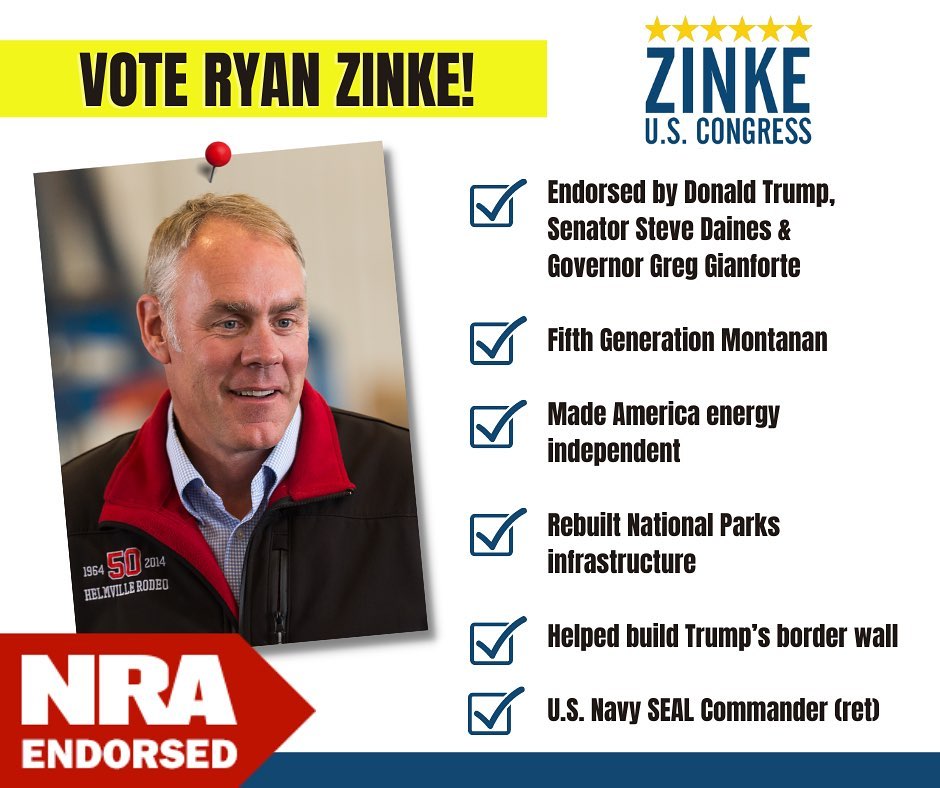 VOTE RYAN ZINKE!
ZINKE
U.S. CONGRESS
Endorsed by Donald Trump,
Senator Steve Daines &
Governor Greg Gianforte
Fifth Generation Montanan
Made America energy
independent
Rebuilt National Parks
infrastructure
Helped build Trump’s border wall
U.S. Navy SEAL Commander (ret)
1964 50 2014
HELMVILLE RODEO
NRA
ENDORSED